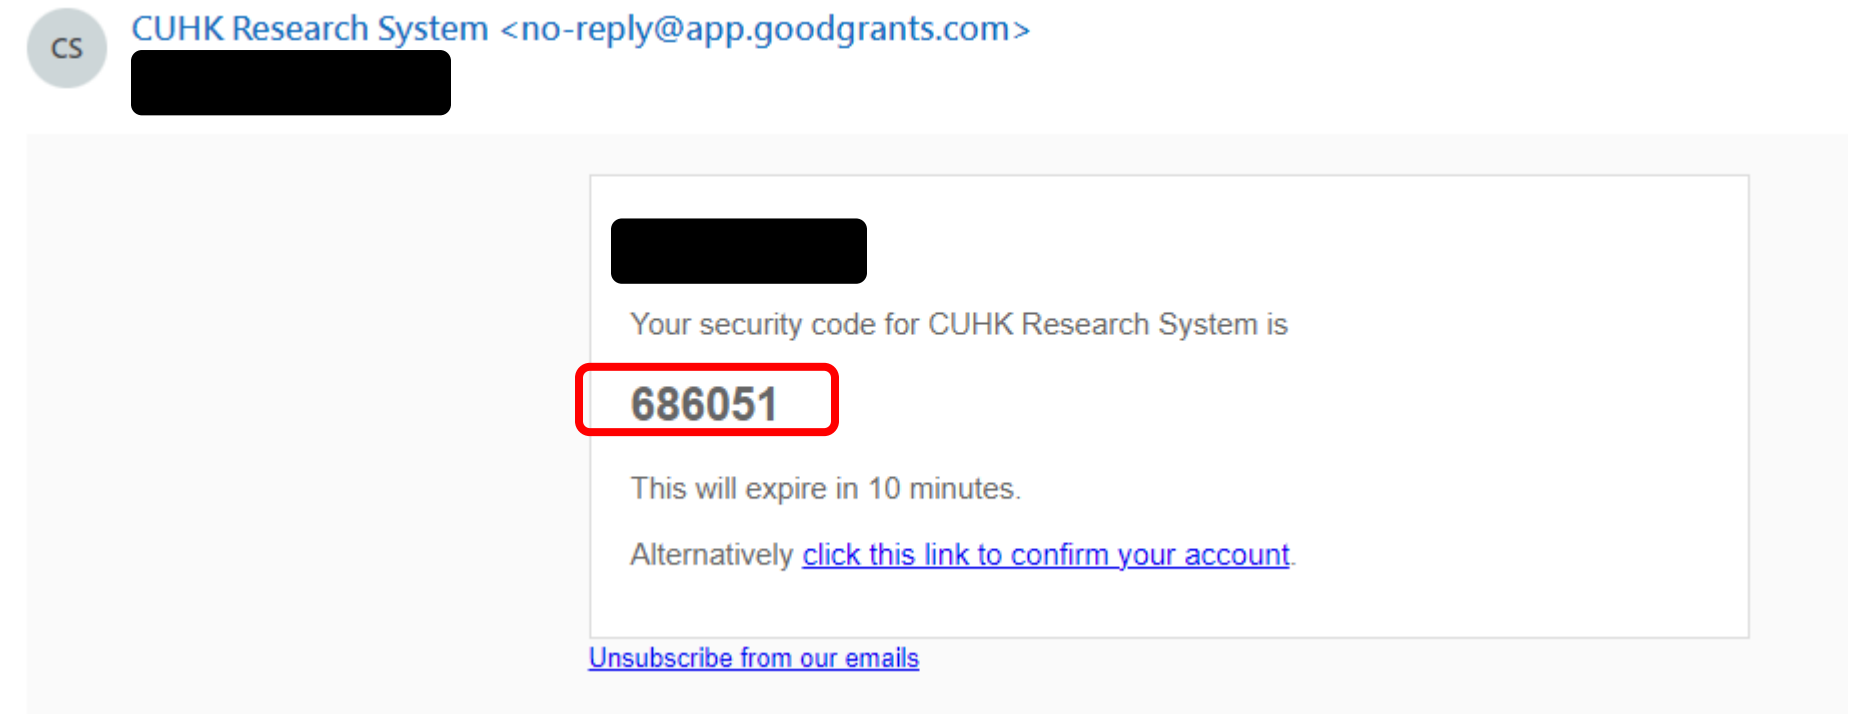 CS
CUHK Research System <no-reply@app.goodgrants.com>
Your security code for CUHK Research System is
686051
This will expire in 10 minutes.
Alternatively click this link to confirm your account.
Unsubscribe from our emails